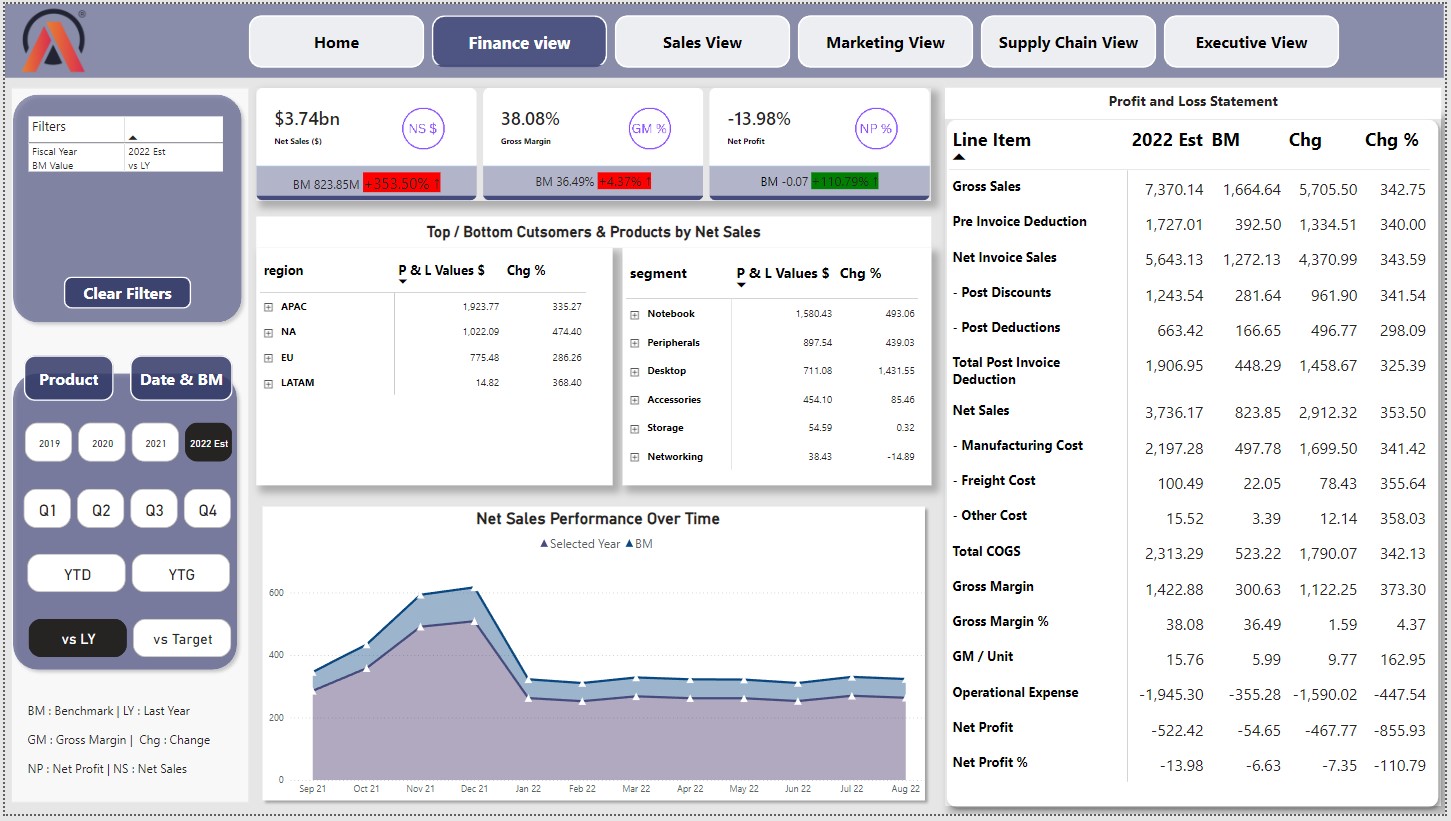 Home
Finance view
Sales View
Marketing View
Supply Chain View
Executive View
Filters
Fiscal Year 2022 Est
BM Value vs LY
Clear Filters
Product
Date & BM
2019 2020 2021 2022 Est
Q1 Q2 Q3 Q4
YTD YTG
vs LY vs Target
BM : Benchmark | LY : Last Year
GM : Gross Margin | Chg : Change
NP : Net Profit | NS : Net Sales
$3.74bn
Net Sales ($)
NS $
BM 823.85M +353.50% ↑
38.08%
Gross Margin
GM %
BM 36.49% +4.37% ↑
-13.98%
Net Profit
NP %
BM -0.07 +110.79% ↑
Top / Bottom Cutsomers & Products by Net Sales
region P & L Values $ Chg %
APAC 1,923.77 335.27
NA 1,022.09 474.40
EU 775.48 286.26
LATAM 14.82 368.40
segment P & L Values $ Chg %
Notebook 1,580.43 493.06
Peripherals 897.54 439.03
Desktop 711.08 1,431.55
Accessories 454.10 85.46
Storage 54.59 0.32
Networking 38.43 -14.89
Net Sales Performance Over Time
Selected Year BM
600
400
200
0
Sep 21 Oct 21 Nov 21 Dec 21 Jan 22 Feb 22 Mar 22 Apr 22 May 22 Jun 22 Jul 22 Aug 22
Profit and Loss Statement
Line Item 2022 Est BM Chg Chg %
Gross Sales 7,370.14 1,664.64 5,705.50 342.75
Pre Invoice Deduction 1,727.01 392.50 1,334.51 340.00
Net Invoice Sales 5,643.13 1,272.13 4,370.99 343.59
- Post Discounts 1,243.54 281.64 961.90 341.54
- Post Deductions 663.42 166.65 496.77 298.09
Total Post Invoice
Deduction 1,906.95 448.29 1,458.67 325.39
Net Sales 3,736.17 823.85 2,912.32 353.50
- Manufacturing Cost 2,197.28 497.78 1,699.50 341.42
- Freight Cost 100.49 22.05 78.43 355.64
- Other Cost 15.52 3.39 12.14 358.03
Total COGS 2,313.29 523.22 1,790.07 342.13
Gross Margin 1,422.88 300.63 1,122.25 373.30
Gross Margin % 38.08 36.49 1.59 4.37
GM / Unit 15.76 5.99 9.77 162.95
Operational Expense -1,945.30 -355.28 -1,590.02 -447.54
Net Profit -522.42 -54.65 -467.77 -855.93
Net Profit % -13.98 -6.63 -7.35 -110.79